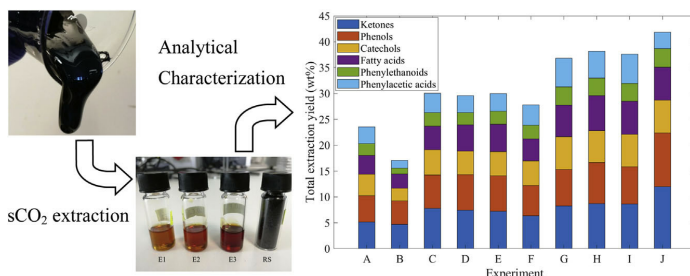 Analytical
Characterization
sCO₂ extraction
E1 E2 E3 RS
Total extraction yield (wt%)
45
40
35
30
25
20
15
10
5
0
Ketones
Phenols
Catechols
Fatty acids
Phenylethanoids
Phenylacetic acids
A B C D E F G H I J
Experiment